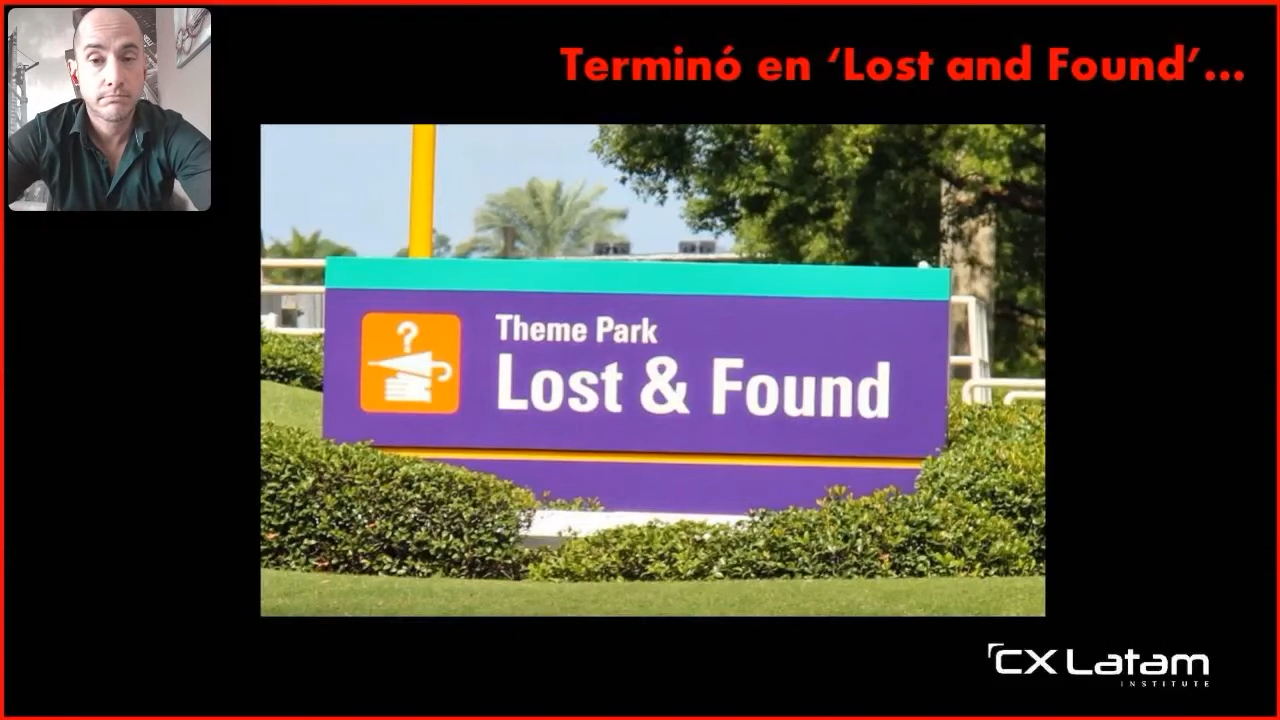 Terminó en ‘Lost and Found’...
?
Theme Park
Lost & Found
CX Latam
INSTITUTE